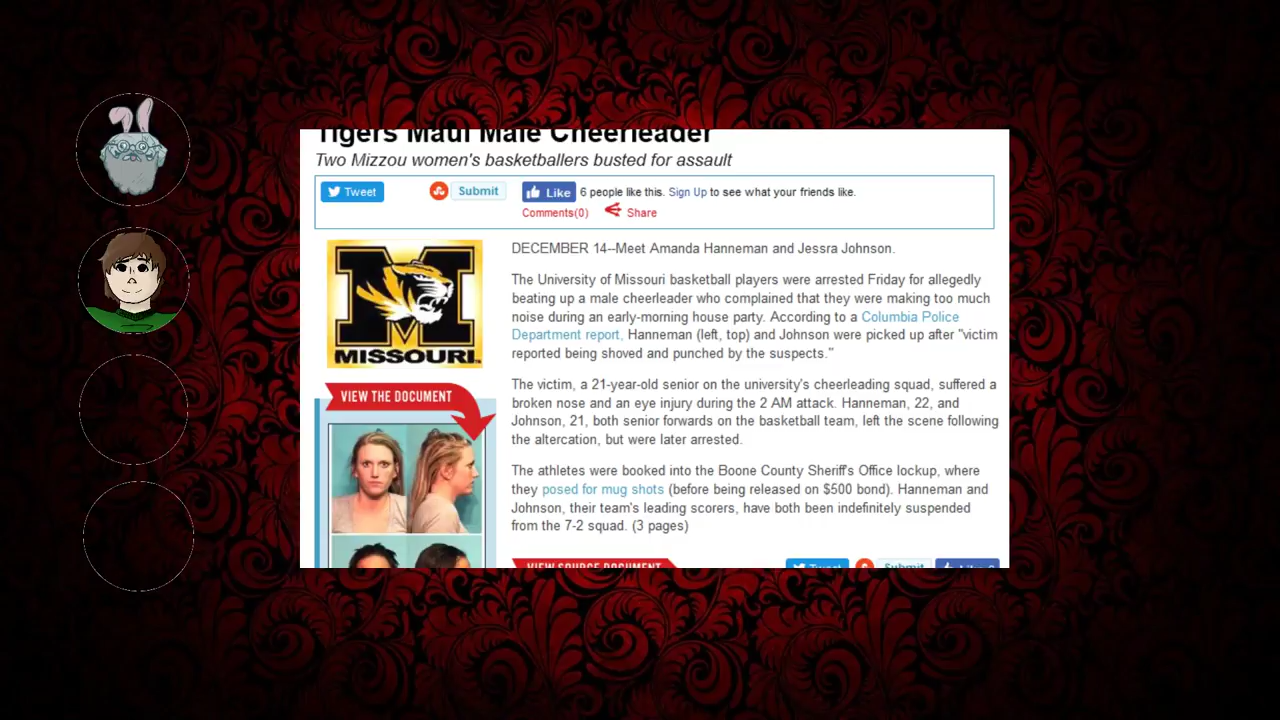 Tigers Maul Male Cheerleader
Two Mizzou women's basketballers busted for assault
Tweet
Submit
Like 6 people like this. Sign Up to see what your friends like.
Comments(0) Share
MISSOURI
VIEW THE DOCUMENT
DECEMBER 14--Meet Amanda Hanneman and Jessra Johnson.
The University of Missouri basketball players were arrested Friday for allegedly
beating up a male cheerleader who complained that they were making too much
noise during an early-morning house party. According to a Columbia Police
Department report, Hanneman (left, top) and Johnson were picked up after "victim
reported being shoved and punched by the suspects."
The victim, a 21-year-old senior on the university's cheerleading squad, suffered a
broken nose and an eye injury during the 2 AM attack. Hanneman, 22, and
Johnson, 21, both senior forwards on the basketball team, left the scene following
the altercation, but were later arrested.
The athletes were booked into the Boone County Sheriff's Office lockup, where
they posed for mug shots (before being released on $500 bond). Hanneman and
Johnson, their team's leading scorers, have both been indefinitely suspended
from the 7-2 squad. (3 pages)
VIEW SOURCE DOCUMENT
Tweet
Submit